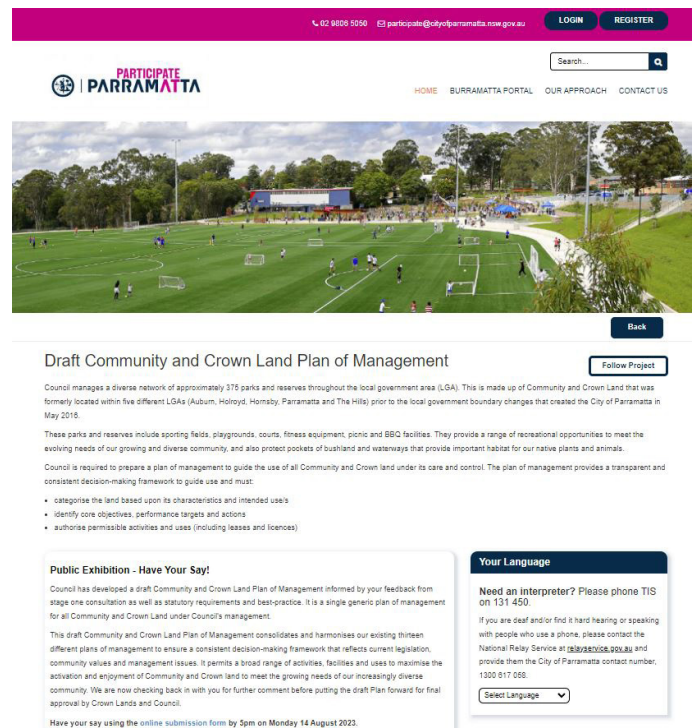 02 9806 5050 participate@cityofparramatta.nsw.gov.au LOGIN REGISTER
Search...
PARTICIPATE
PARRAMATTA
HOME BURRAMATTA PORTAL OUR APPROACH CONTACT US
Back
Draft Community and Crown Land Plan of Management
Follow Project
Council manages a diverse network of approximately 375 parks and reserves throughout the local government area (LGA). This is made up of Community and Crown Land that was
formerly located within five different LGAs (Auburn, Holroyd, Hornsby, Parramatta and The Hills) prior to the local government boundary changes that created the City of Parramatta in
May 2016.
These parks and reserves include sporting fields, playgrounds, courts, fitness equipment, picnic and BBQ facilities. They provide a range of recreational opportunities to meet the
evolving needs of our growing and diverse community, and also protect pockets of bushland and waterways that provide important habitat for our native plants and animals.
Council is required to prepare a plan of management to guide the use of all Community and Crown land under its care and control. The plan of management provides a transparent and
consistent decision-making framework to guide use and must:
• categorise the land based upon its characteristics and intended use/s
• identify core objectives, performance targets and actions
• authorise permissible activities and uses (including leases and licences)
Public Exhibition - Have Your Say!
Council has developed a draft Community and Crown Land Plan of Management informed by your feedback from
stage one consultation as well as statutory requirements and best-practice. It is a single generic plan of management
for all Community and Crown Land under Council's management.
This draft Community and Crown Land Plan of Management consolidates and harmonises our existing thirteen
different plans of management to ensure a consistent decision-making framework that reflects current legislation,
community values and management issues. It permits a broad range of activities, facilities and uses to maximise the
activation and enjoyment of Community and Crown land to meet the growing needs of our increasingly diverse
community. We are now checking back in with you for further comment before putting the draft Plan forward for final
approval by Crown Lands and Council.
Have your say using the online submission form by 5pm on Monday 14 August 2023.
Your Language
Need an interpreter? Please phone TIS
on 131 450.
If you are deaf and/or find it hard hearing or speaking
with people who use a phone, please contact the
National Relay Service at relayservice.gov.au and
provide them the City of Parramatta contact number,
1300 617 058.
Select Language